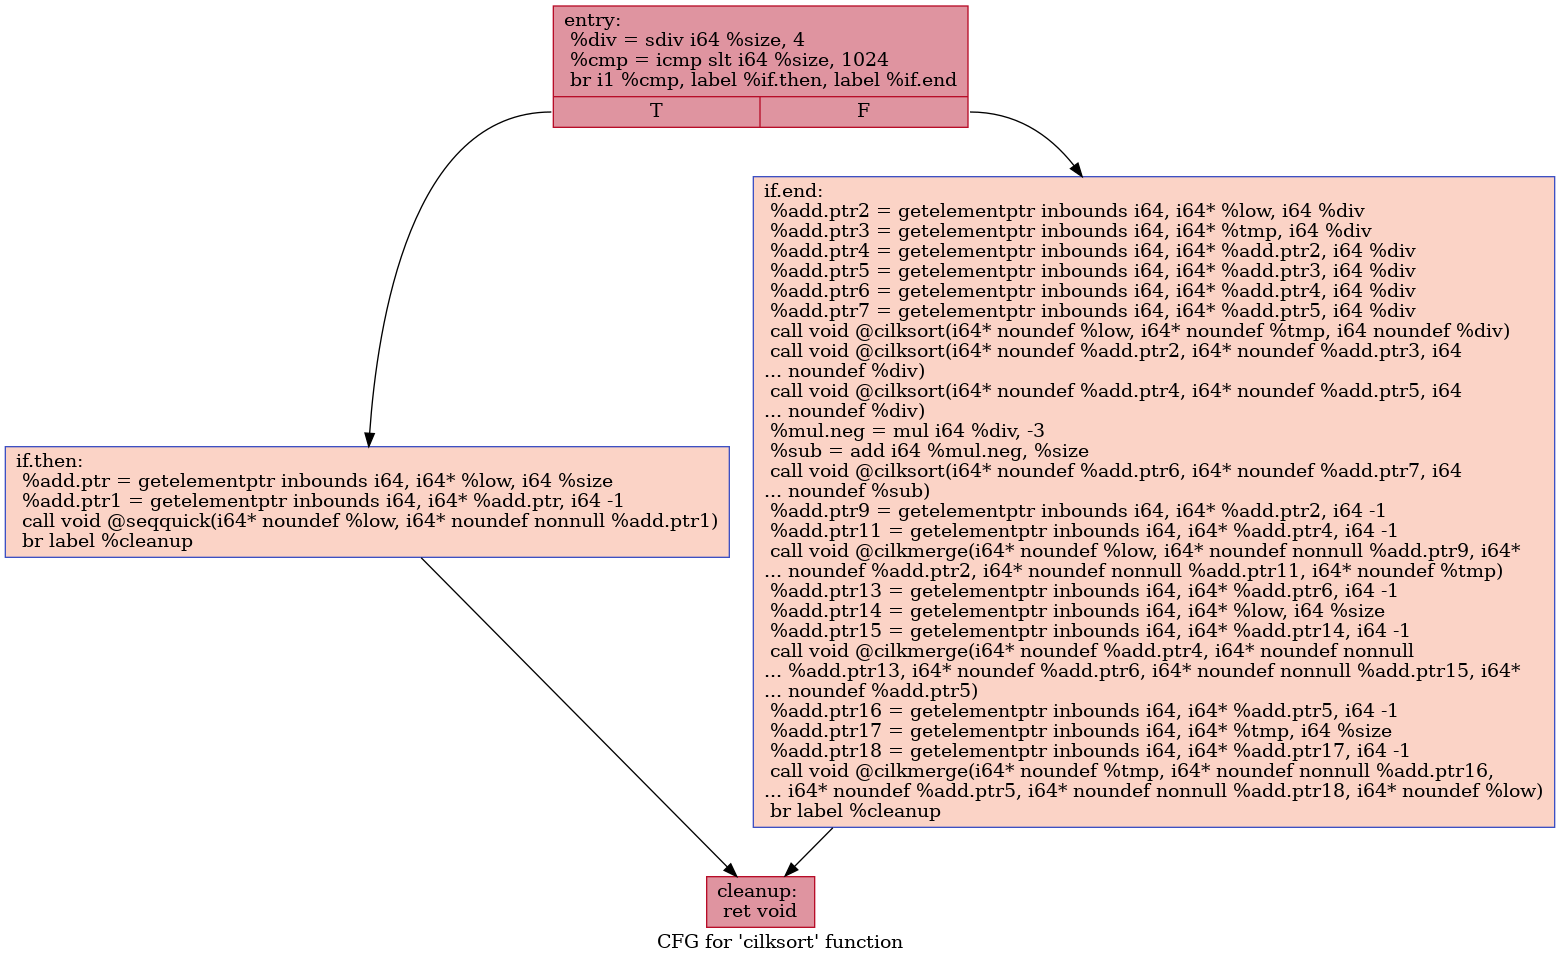 entry:
%div = sdiv i64 %size, 4
%cmp = icmp slt i64 %size, 1024
br i1 %cmp, label %if.then, label %if.end
T
F
if.end:
%add.ptr2 = getelementptr inbounds i64, i64* %low, i64 %div
%add.ptr3 = getelementptr inbounds i64, i64* %tmp, i64 %div
%add.ptr4 = getelementptr inbounds i64, i64* %add.ptr2, i64 %div
%add.ptr5 = getelementptr inbounds i64, i64* %add.ptr3, i64 %div
%add.ptr6 = getelementptr inbounds i64, i64* %add.ptr4, i64 %div
%add.ptr7 = getelementptr inbounds i64, i64* %add.ptr5, i64 %div
call void @cilksort(i64* noundef %low, i64* noundef %tmp, i64 noundef %div)
call void @cilksort(i64* noundef %add.ptr2, i64* noundef %add.ptr3, i64
... noundef %div)
call void @cilksort(i64* noundef %add.ptr4, i64* noundef %add.ptr5, i64
... noundef %div)
%mul.neg = mul i64 %div, -3
%sub = add i64 %mul.neg, %size
call void @cilksort(i64* noundef %add.ptr6, i64* noundef %add.ptr7, i64
... noundef %sub)
%add.ptr9 = getelementptr inbounds i64, i64* %add.ptr2, i64 -1
%add.ptr11 = getelementptr inbounds i64, i64* %add.ptr4, i64 -1
call void @cilkmerge(i64* noundef %low, i64* noundef nonnull %add.ptr9, i64*
... noundef %add.ptr2, i64* noundef nonnull %add.ptr11, i64* noundef %tmp)
%add.ptr13 = getelementptr inbounds i64, i64* %add.ptr6, i64 -1
%add.ptr14 = getelementptr inbounds i64, i64* %low, i64 %size
%add.ptr15 = getelementptr inbounds i64, i64* %add.ptr14, i64 -1
call void @cilkmerge(i64* noundef %add.ptr4, i64* noundef nonnull
... %add.ptr13, i64* noundef %add.ptr6, i64* noundef nonnull %add.ptr15, i64*
... noundef %add.ptr5)
%add.ptr16 = getelementptr inbounds i64, i64* %add.ptr5, i64 -1
%add.ptr17 = getelementptr inbounds i64, i64* %tmp, i64 %size
%add.ptr18 = getelementptr inbounds i64, i64* %add.ptr17, i64 -1
call void @cilkmerge(i64* noundef %tmp, i64* noundef nonnull %add.ptr16,
... i64* noundef %add.ptr5, i64* noundef nonnull %add.ptr18, i64* noundef %low)
br label %cleanup
if.then:
%add.ptr = getelementptr inbounds i64, i64* %low, i64 %size
%add.ptr1 = getelementptr inbounds i64, i64* %add.ptr, i64 -1
call void @seqquick(i64* noundef %low, i64* noundef nonnull %add.ptr1)
br label %cleanup
cleanup:
ret void
CFG for 'cilksort' function